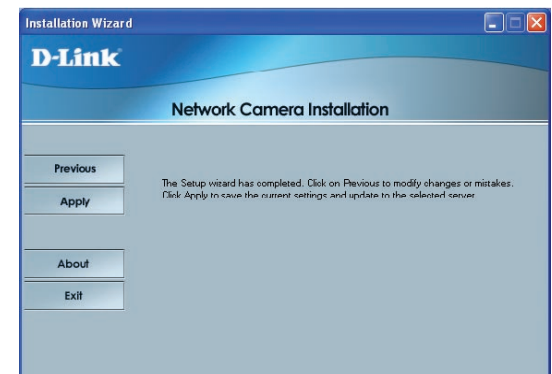 Installation Wizard
D-Link
Network Camera Installation
Previous
Apply
About
Exit
The Setup wizard has completed. Click on Previous to modify changes or mistakes.
Click Apply to save the current settings and update to the selected server